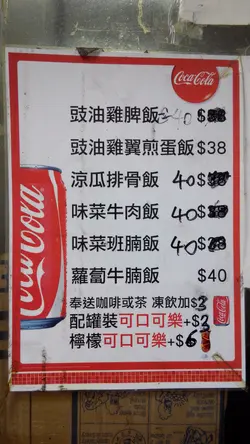 Coca-Cola
豉油雞脾飯 40 $
豉油雞翼煎蛋飯 $38
涼瓜排骨飯 40 $
味菜牛肉飯 40 $
味菜班腩飯 40 $
蘿蔔牛腩飯 $40
奉送咖啡或茶 凍飲加$3
配罐裝可口可樂+$3
檸檬可口可樂+$6
Coca-Cola